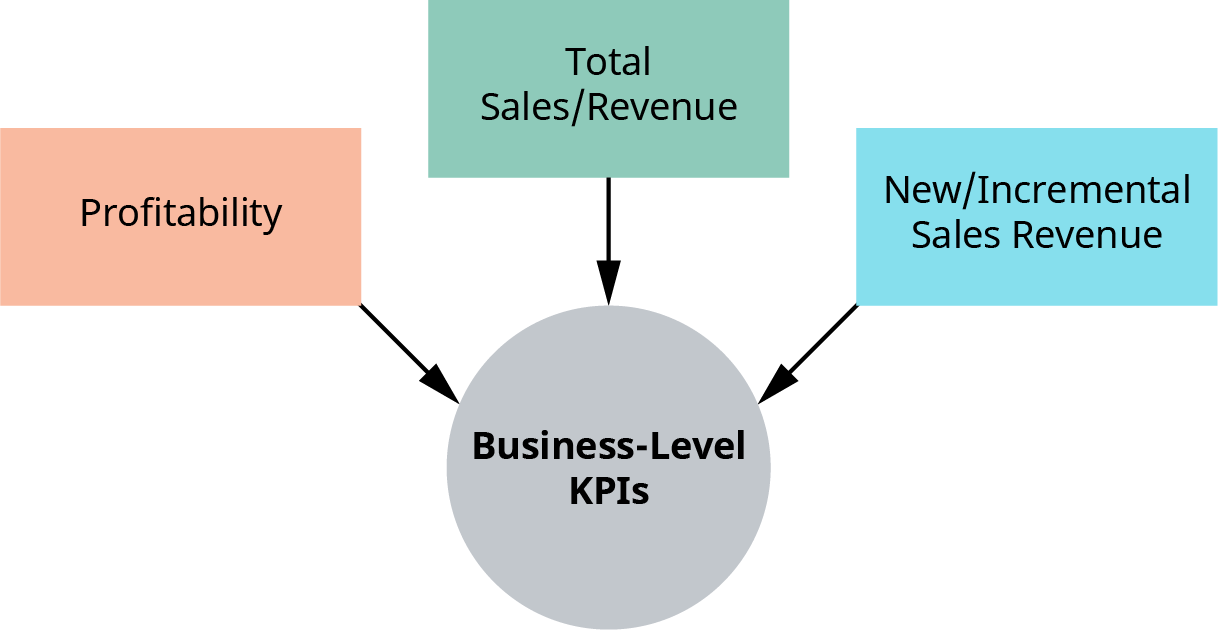 Total
Sales/Revenue
Profitability
New/Incremental
Sales Revenue
Business-Level
KPIs